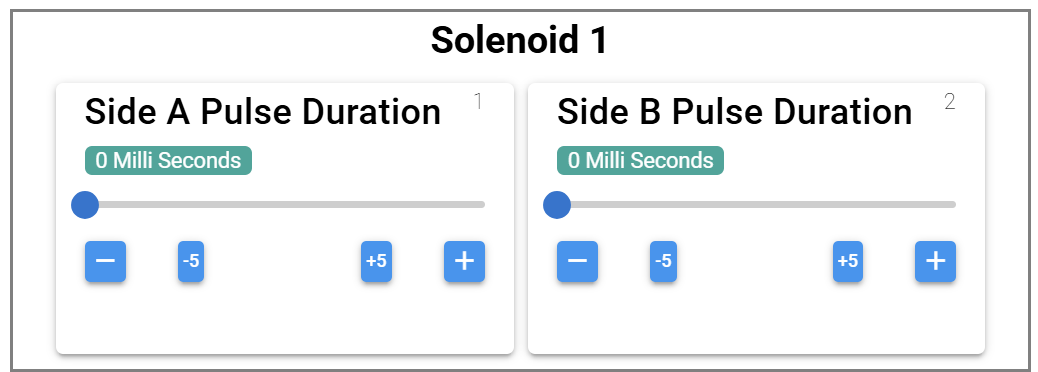 Solenoid 1
Side A Pulse Duration 1
0 Milli Seconds
− -5 +5 +
Side B Pulse Duration 2
0 Milli Seconds
− -5 +5 +